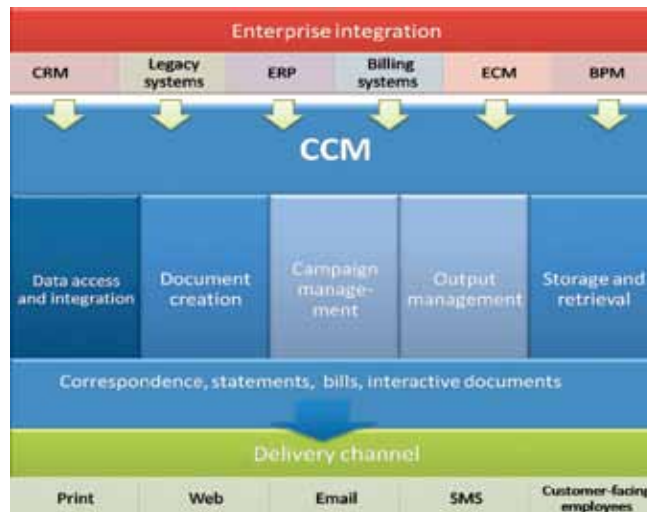 Enterprise integration
CRM
Legacy
systems
ERP
Billing
systems
ECM
BPM
CCM
Data access
and integration
Document
creation
Campaign
manage-
ment
Output
management
Storage and
retrieval
Correspondence, statements, bills, interactive documents
Delivery channel
Print
Web
Email
SMS
Customer-facing
employees